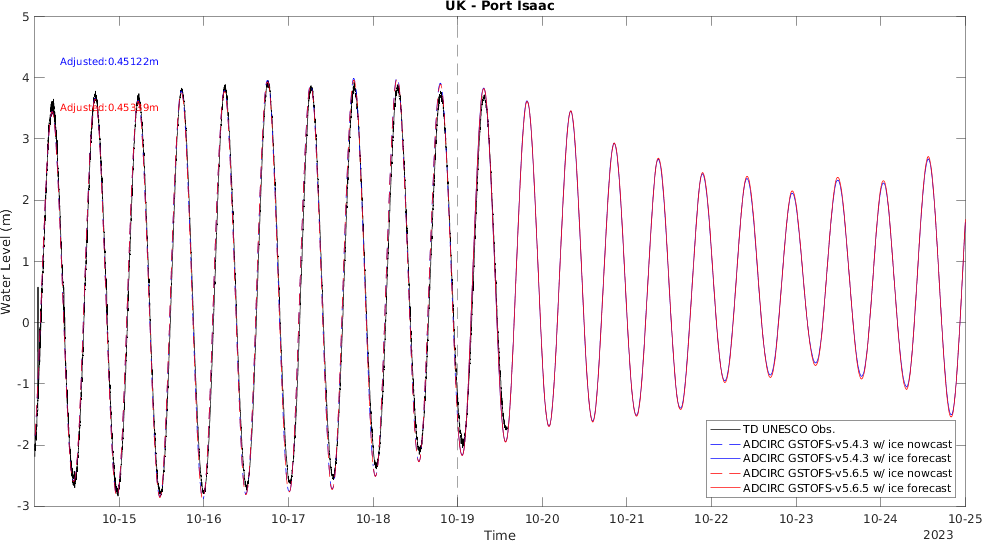 UK - Port Isaac
5
4
3
2
1
0
-1
-2
-3
Water Level (m)
Adjusted:0.45122m
TD UNESCO Obs.
ADCIRC GSTOFS-v5.4.3 w/ ice nowcast
ADCIRC GSTOFS-v5.4.3 w/ ice forecast
ADCIRC GSTOFS-v5.6.5 w/ ice nowcast
ADCIRC GSTOFS-v5.6.5 w/ ice forecast
10-15 10-16 10-17 10-18 10-19 10-20 10-21 10-22 10-23 10-24 10-25
Time
2023